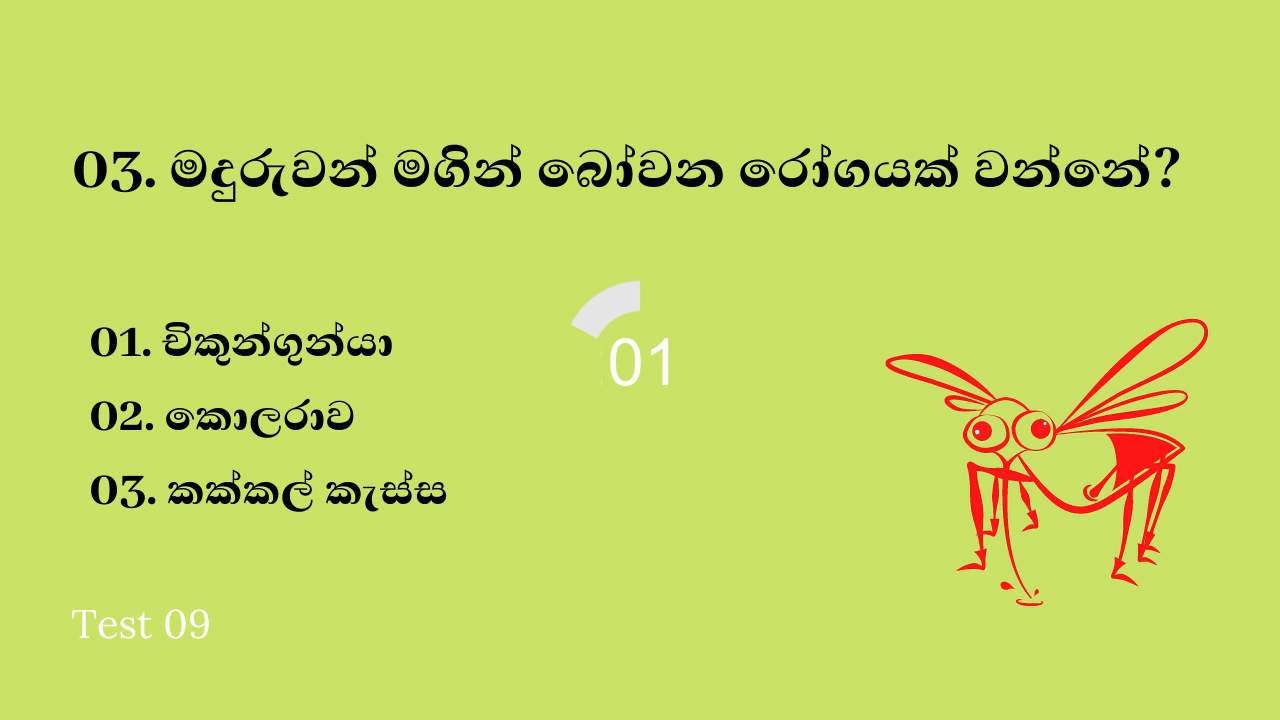 03. මදුරුවන් මගින් බෝවන රෝගයක් වන්නේ?
01. චිකුන්ගුන්යා
01
02. කොලරාව
03. කක්කල් කැස්ස
Test 09